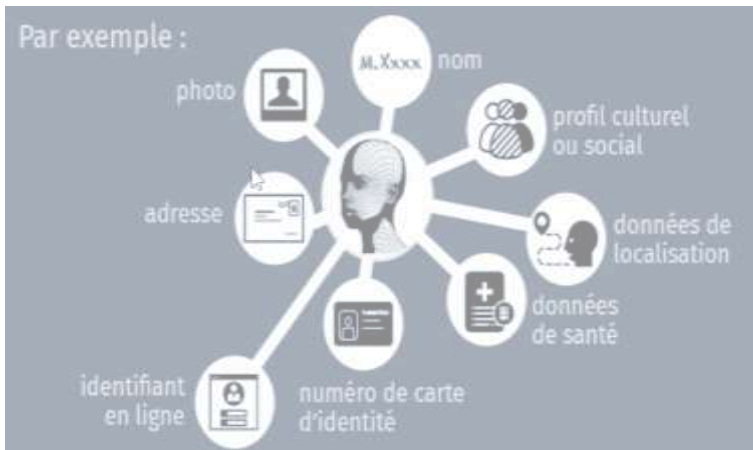 Par exemple :
M.Xxxx
nom
photo
profil culturel
ou social
adresse
données de
localisation
données
de santé
identifiant
en ligne
numéro de carte
d'identité